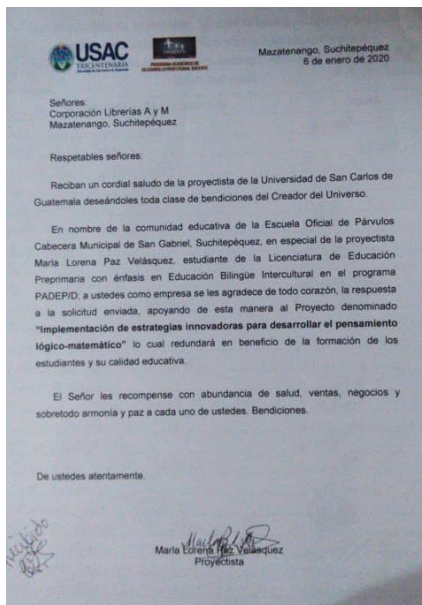 USAC
TRICENTENARIA
Mazatenango, Suchitepéquez
6 de enero de 2020
Señores:
Corporación Librerías A y M
Mazatenango, Suchitepéquez
Respetables señores:
Reciban un cordial saludo de la proyectista de la Universidad de San Carlos de
Guatemala deseándoles toda clase de bendiciones del Creador del Universo.
En nombre de la comunidad educativa de la Escuela Oficial de Párvulos
Cabecera Municipal de San Gabriel, Suchitepéquez, en especial de la proyectista
Marla Lorena Paz Velásquez, estudiante de la Licenciatura de Educación
Preprimaria con énfasis en Educación Bilingüe Intercultural en el programa
PADEP/D; a ustedes como empresa se les agradece de todo corazón, la respuesta
a la solicitud enviada, apoyando de esta manera al Proyecto denominado
"Implementación de estrategias innovadoras para desarrollar el pensamiento
lógico-matemático" lo cual redundará en beneficio de la formación de los
estudiantes y su calidad educativa.
El Señor les recompense con abundancia de salud, ventas, negocios y
sobretodo armonía y paz a cada uno de ustedes. Bendiciones.
De ustedes atentamente.
Recibido
Marla Lorena Paz Velásquez
Proyectista